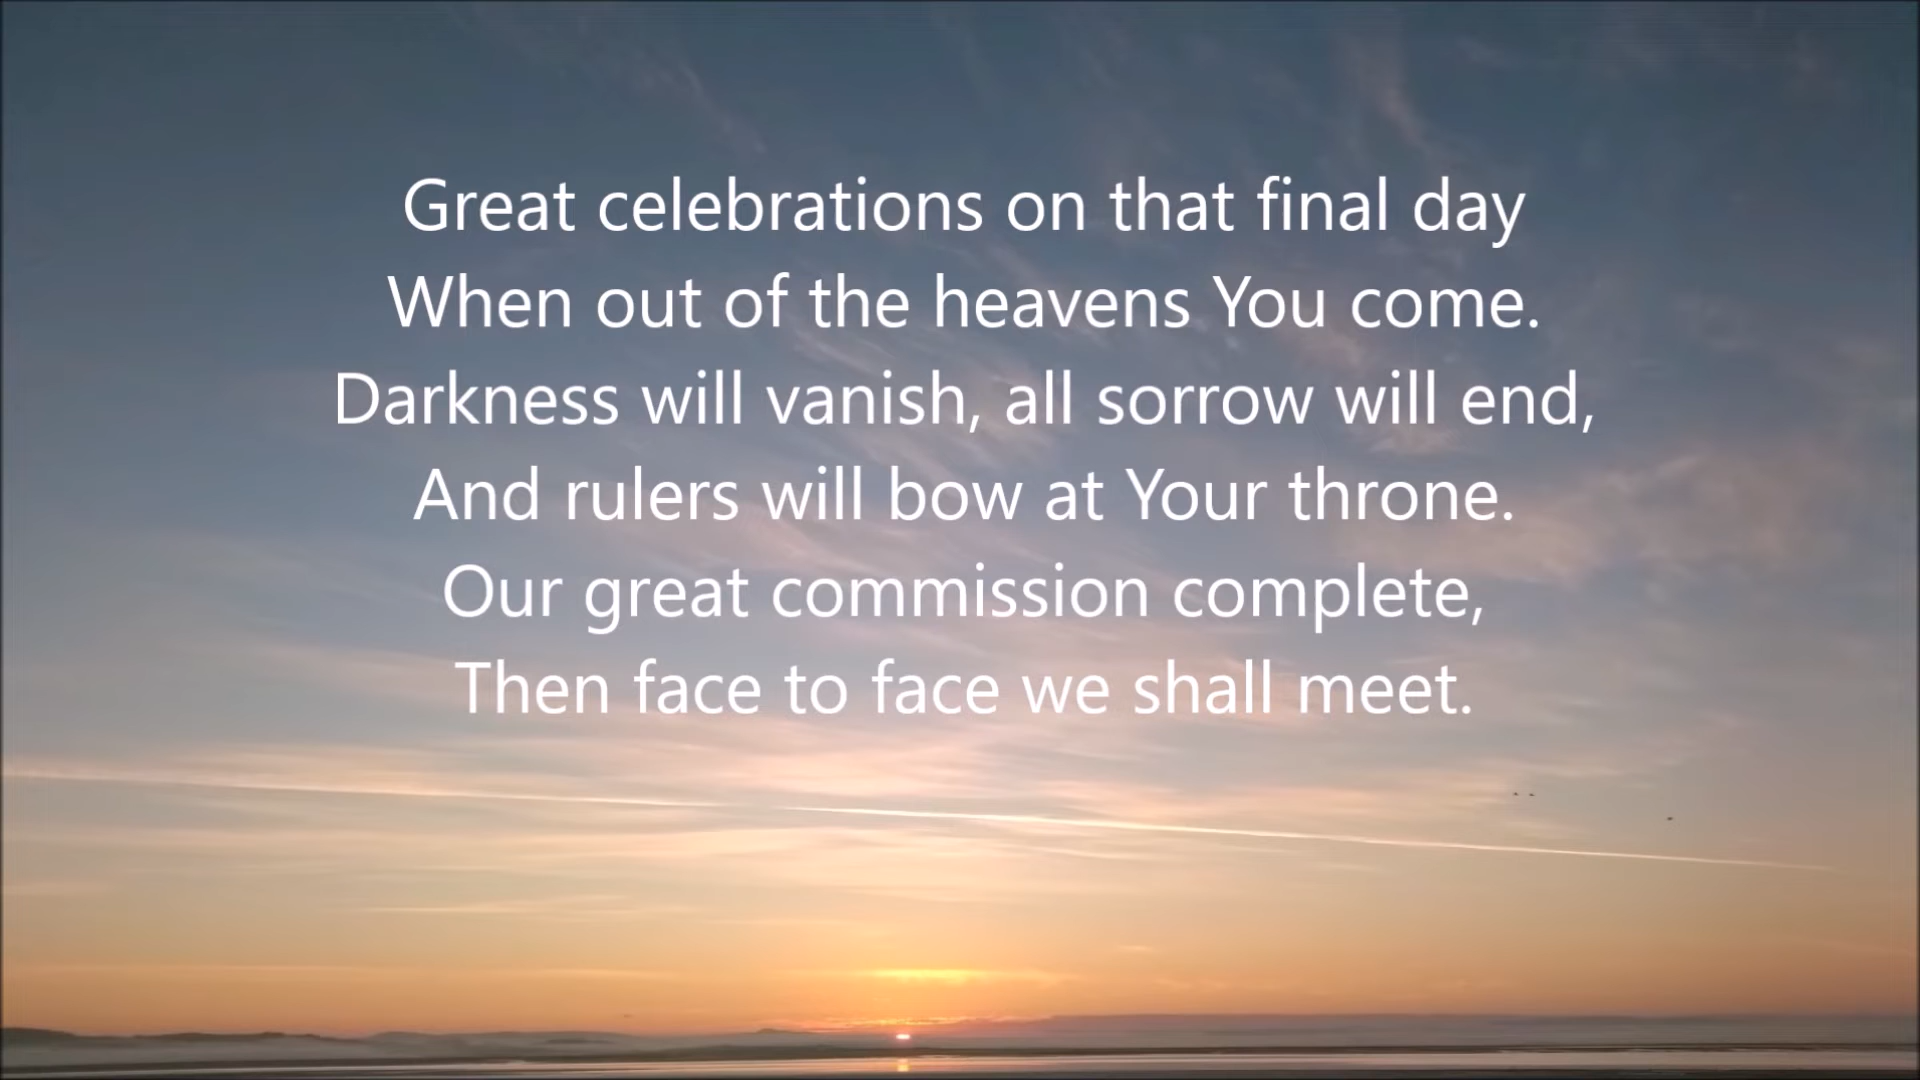 Great celebrations on that final day
When out of the heavens You come.
Darkness will vanish, all sorrow will end,
And rulers will bow at Your throne.
Our great commission complete,
Then face to face we shall meet.